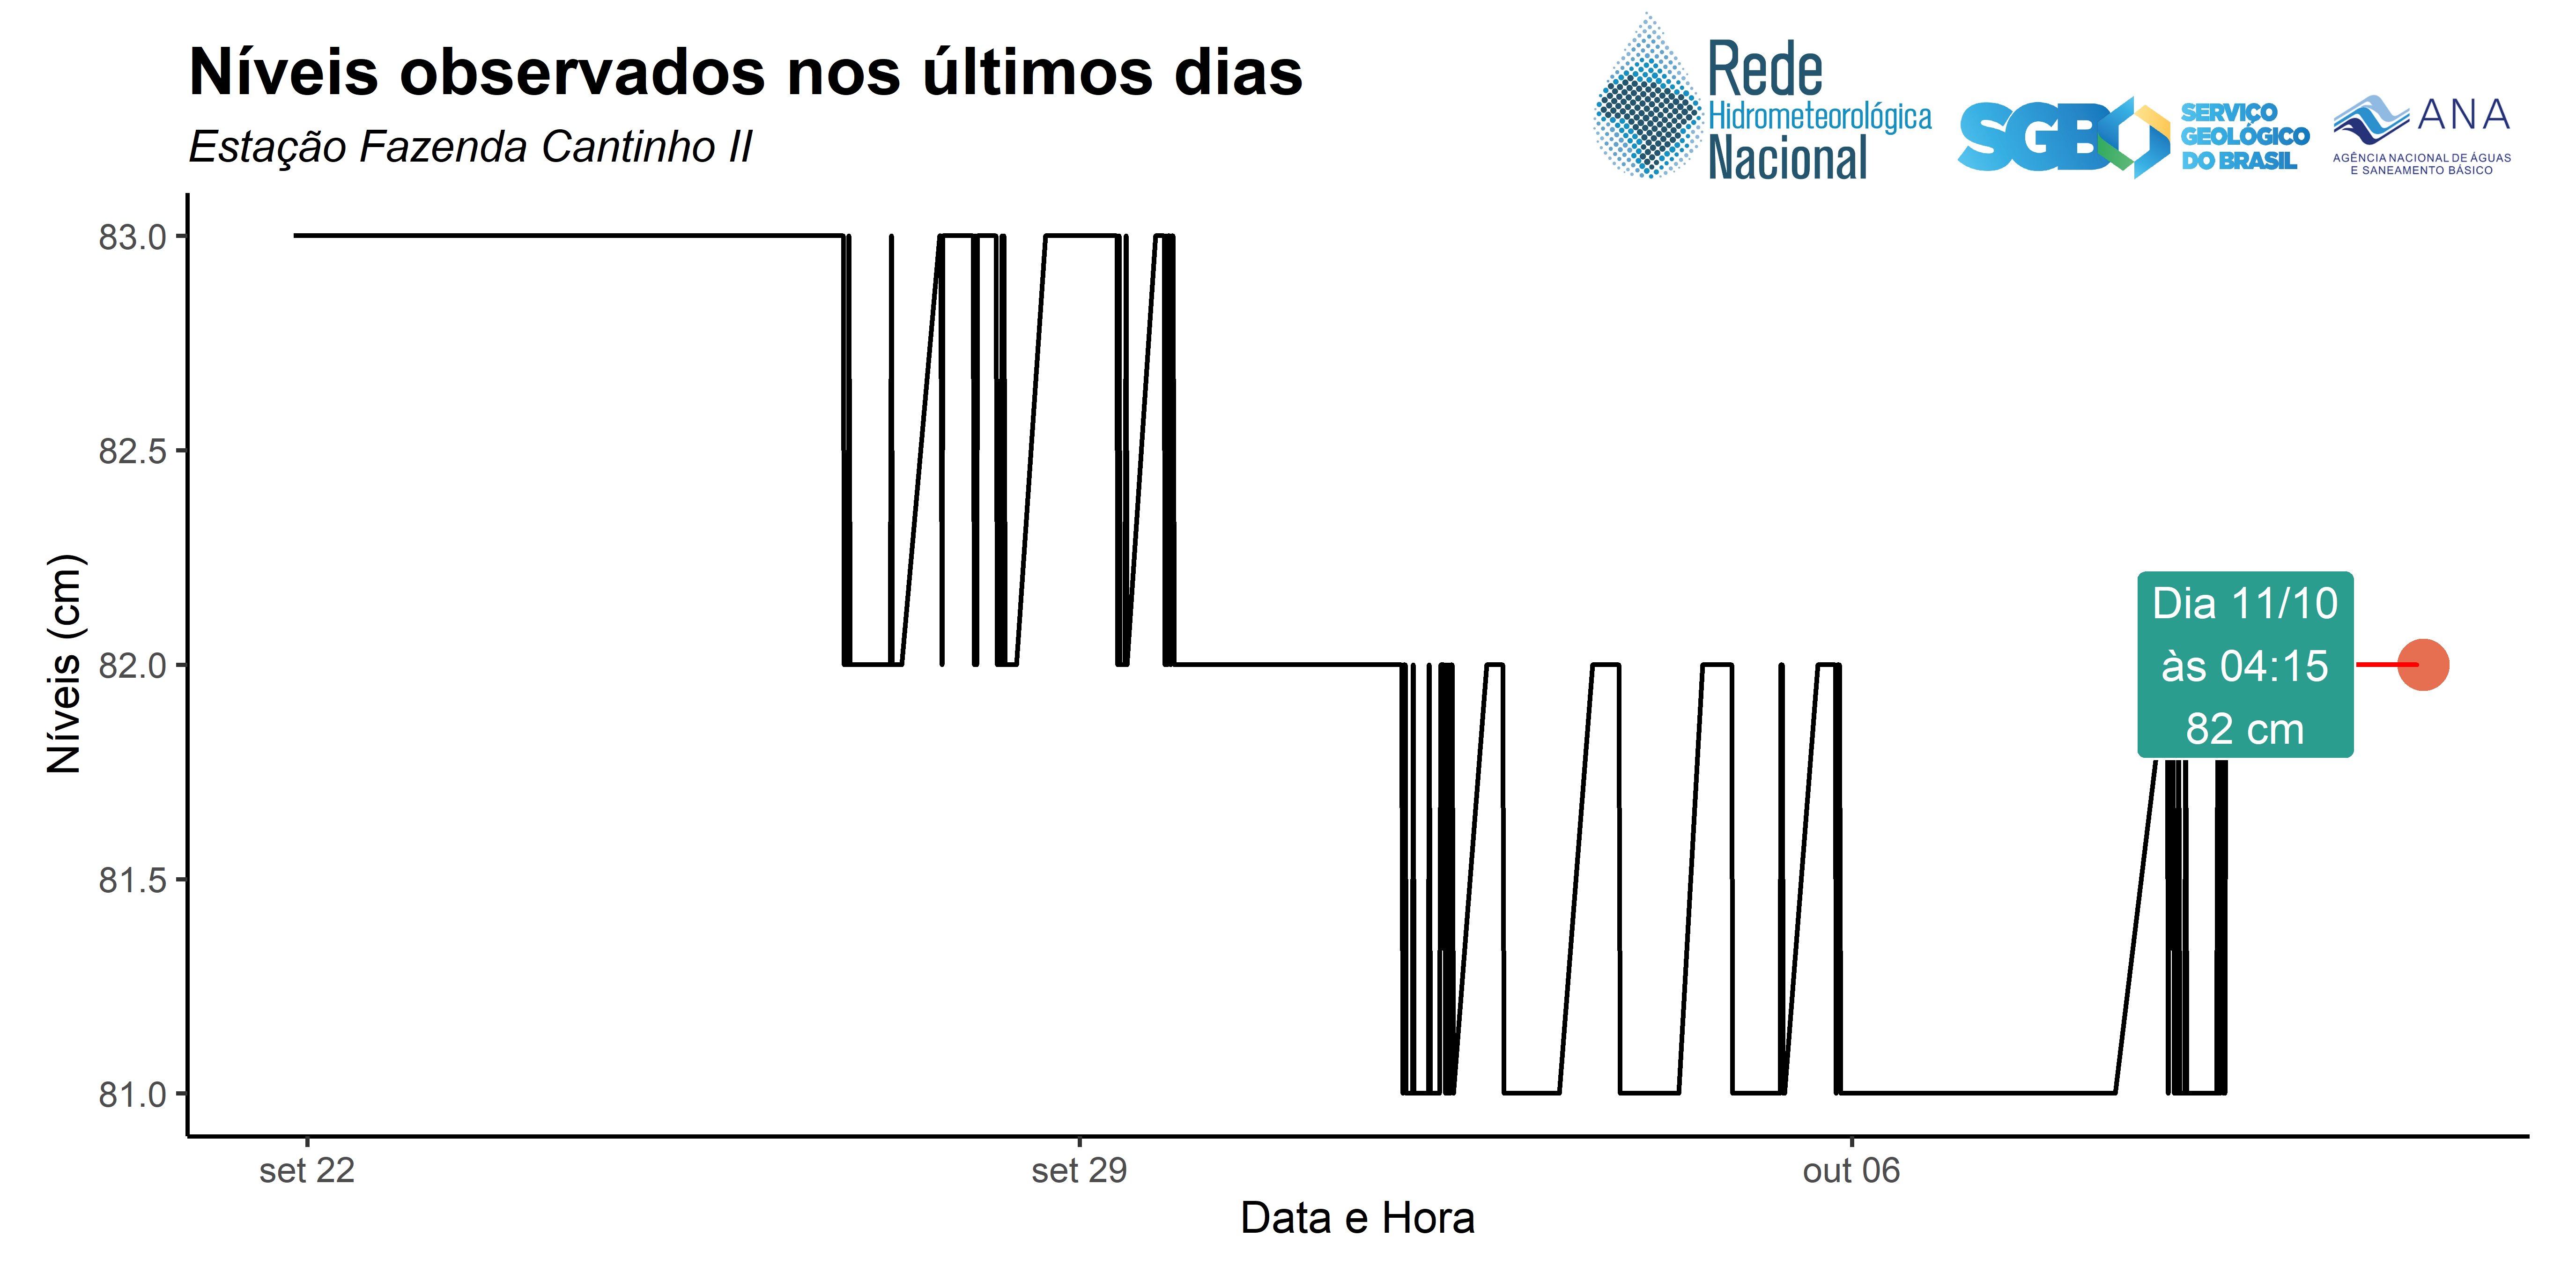 Níveis observados nos últimos dias
Estação Fazenda Cantinho II
Rede
Hidrometeorológica
Nacional
SGB
SERVIÇO
GEOLÓGICO
DO BRASIL
ANA
AGÊNCIA NACIONAL DE ÁGUAS
E SANEAMENTO BÁSICO
Níveis (cm)
83.0
82.5
82.0
81.5
81.0
Dia 11/10
às 04:15
82 cm
set 22
set 29
out 06
Data e Hora